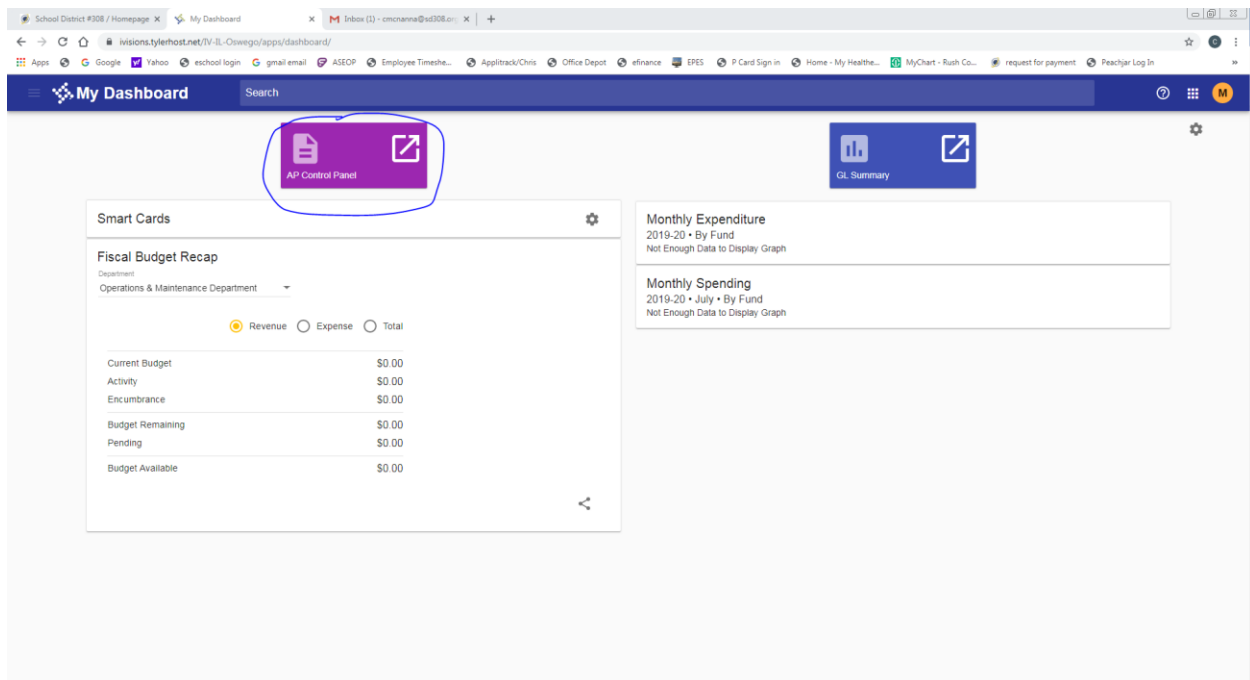 School District #308 / Homepage
My Dashboard
Inbox (1) - cmcnanna@sd308.or
ivisions.tylerhost.net/IV-IL-Oswego/apps/dashboard/
Apps Google Yahoo eschool login gmail email ASEOP Employee Timeshe... Applitrack/Chris Office Depot efinance EPES P Card Sign in Home - My Healthe... MyChart - Rush Co... request for payment Peachjar Log In »
My Dashboard
Search
M
AP Control Panel
GL Summary
Smart Cards
Fiscal Budget Recap
Department
Operations & Maintenance Department
Revenue Expense Total
Current Budget $0.00
Activity $0.00
Encumbrance $0.00
Budget Remaining $0.00
Pending $0.00
Budget Available $0.00
Monthly Expenditure
2019-20 • By Fund
Not Enough Data to Display Graph
Monthly Spending
2019-20 • July • By Fund
Not Enough Data to Display Graph